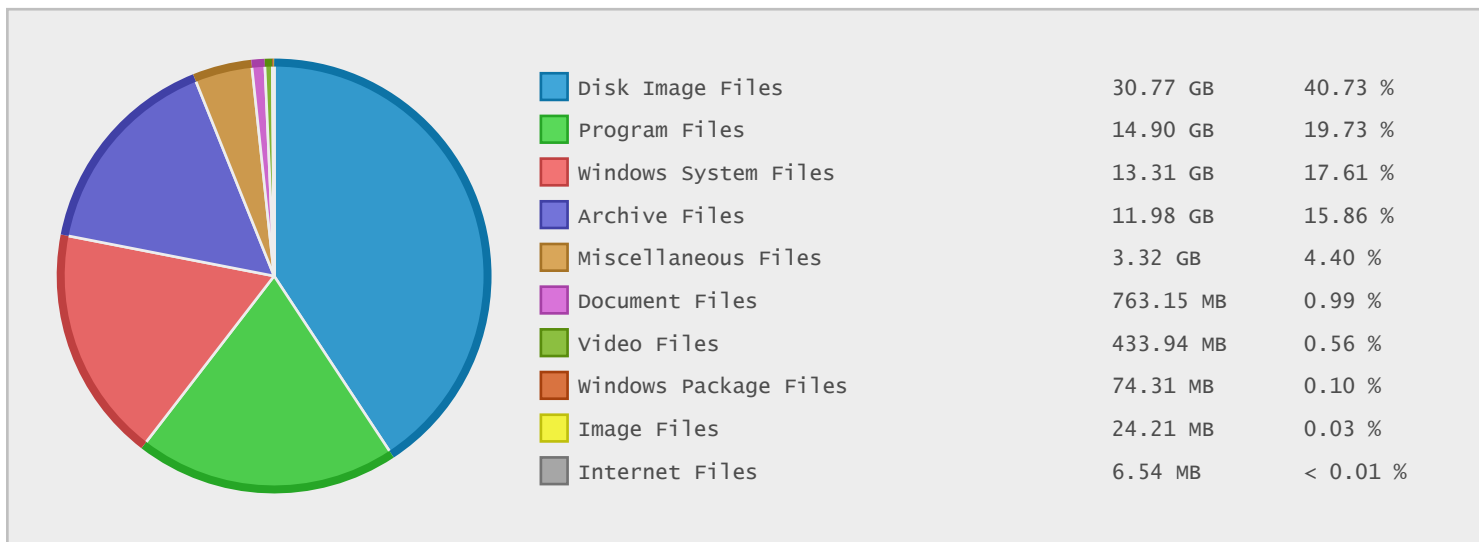 Disk Image Files 30.77 GB 40.73 %
Program Files 14.90 GB 19.73 %
Windows System Files 13.31 GB 17.61 %
Archive Files 11.98 GB 15.86 %
Miscellaneous Files 3.32 GB 4.40 %
Document Files 763.15 MB 0.99 %
Video Files 433.94 MB 0.56 %
Windows Package Files 74.31 MB 0.10 %
Image Files 24.21 MB 0.03 %
Internet Files 6.54 MB < 0.01 %